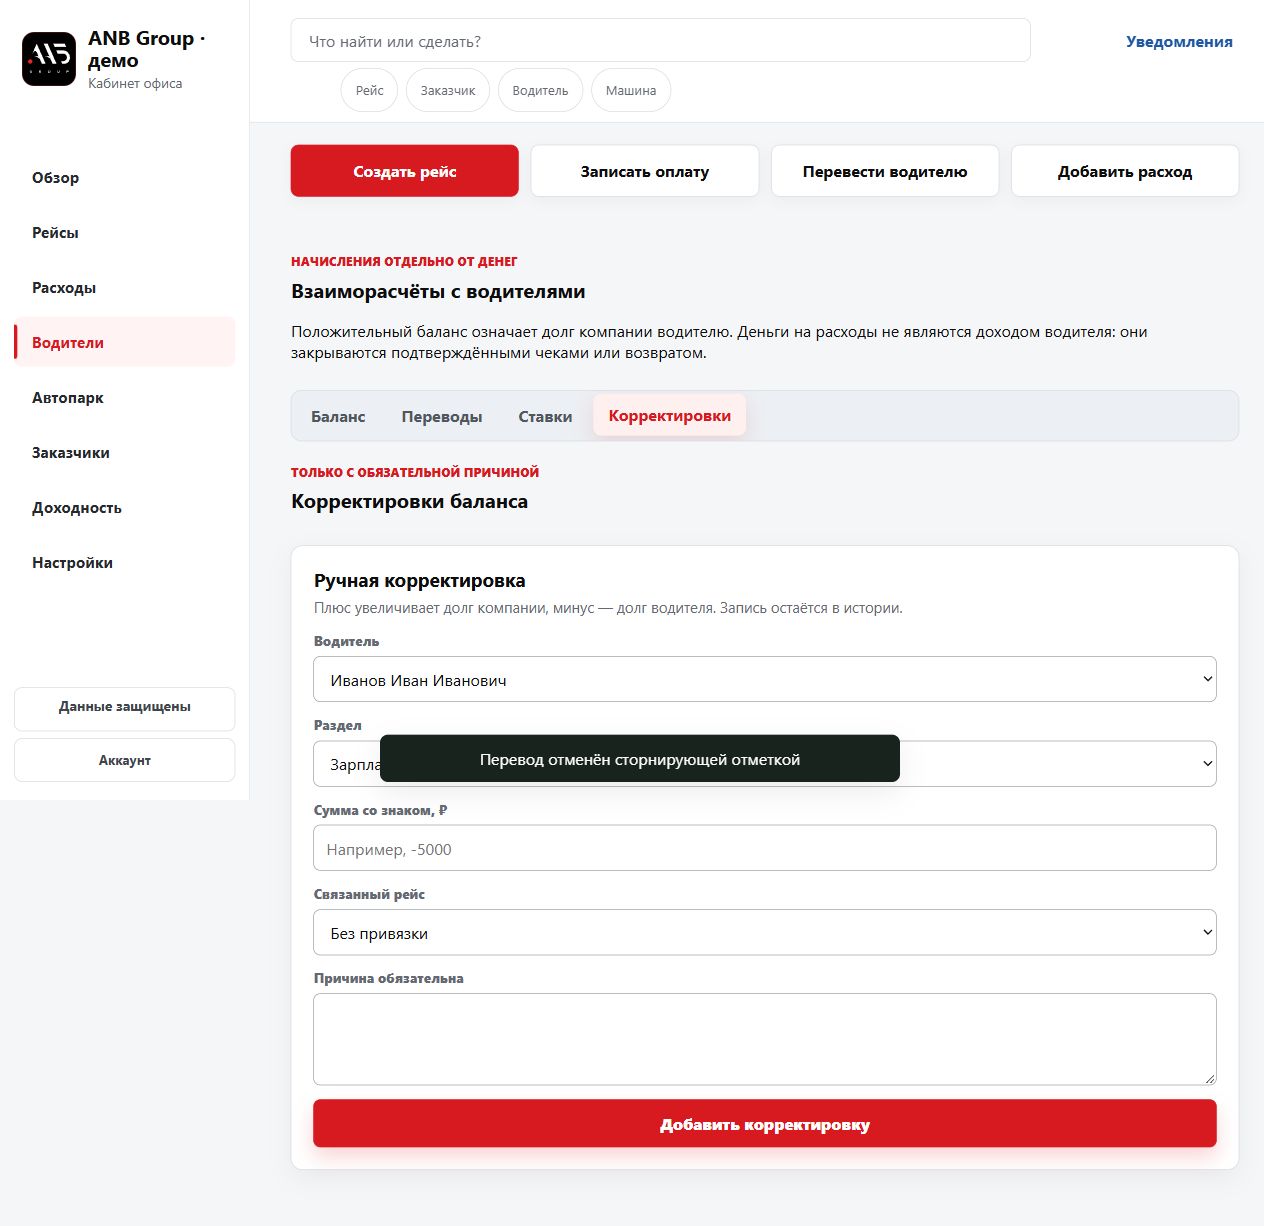 ANB Group ·
демо
Кабинет офиса
Что найти или сделать?
Уведомления
Рейс
Заказчик
Водитель
Машина
Обзор
Рейсы
Расходы
Водители
Автопарк
Заказчики
Доходность
Настройки
Данные защищены
Аккаунт
Создать рейс
Записать оплату
Перевести водителю
Добавить расход
НАЧИСЛЕНИЯ ОТДЕЛЬНО ОТ ДЕНЕГ
Взаиморасчёты с водителями
Положительный баланс означает долг компании водителю. Деньги на расходы не являются доходом водителя: они
закрываются подтверждёнными чеками или возвратом.
Баланс
Переводы
Ставки
Корректировки
ТОЛЬКО С ОБЯЗАТЕЛЬНОЙ ПРИЧИНОЙ
Корректировки баланса
Ручная корректировка
Плюс увеличивает долг компании, минус — долг водителя. Запись остаётся в истории.
Водитель
Иванов Иван Иванович
Раздел
Зарпла
Перевод отменён сторнирующей отметкой
Сумма со знаком, ₽
Например, -5000
Связанный рейс
Без привязки
Причина обязательна
Добавить корректировку